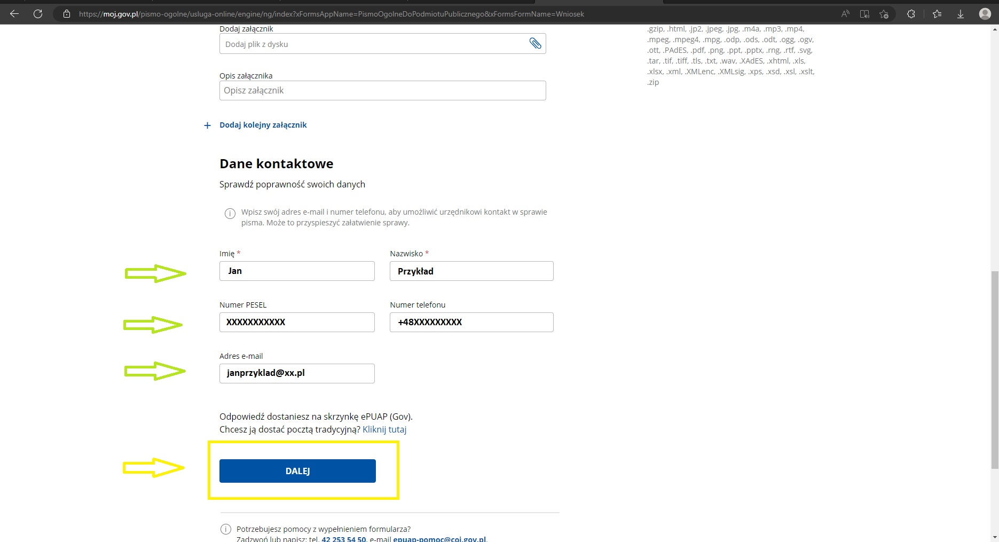 https://moj.gov.pl/pismo-ogolne/usluga-online/engine/ng/index?xFormsAppName=PismoOgolneDoPodmiotuPublicznego&xFormsFormName=Wniosek
Dodaj załącznik
Dodaj plik z dysku
.gzip, .html, .jp2, .jpeg, .jpg, .m4a, .mp3, .mp4,
.mpeg, .mpeg4, .mpg, .odp, .ods, .odt, .ogg, .ogv,
.ott, .PAdES, .pdf, .png, .ppt, .pptx, .rng, .rtf, .svg,
.tar, .tif, .tiff, .tls, .txt, .wav, .XAdES, .xhtml, .xls,
.xlsx, .xml, .XMLenc, .XMLsig, .xps, .xsd, .xsl, .xslt,
.zip
Opis załącznika
Opisz załącznik
+ Dodaj kolejny załącznik
Dane kontaktowe
Sprawdź poprawność swoich danych
Wpisz swój adres e-mail i numer telefonu, aby umożliwić urzędnikowi kontakt w sprawie
pisma. Może to przyspieszyć załatwienie sprawy.
Imię * Nazwisko *
Jan Przykład
Numer PESEL Numer telefonu
XXXXXXXXXXX +48XXXXXXXXX
Adres e-mail
janprzyklad@xx.pl
Odpowiedź dostaniesz na skrzynkę ePUAP (Gov).
Chcesz ją dostać pocztą tradycyjną? Kliknij tutaj
DALEJ
Potrzebujesz pomocy z wypełnieniem formularza?
Zadzwoń lub napisz: tel. 42 253 54 50, e-mail epuap-pomoc@coi.gov.pl.